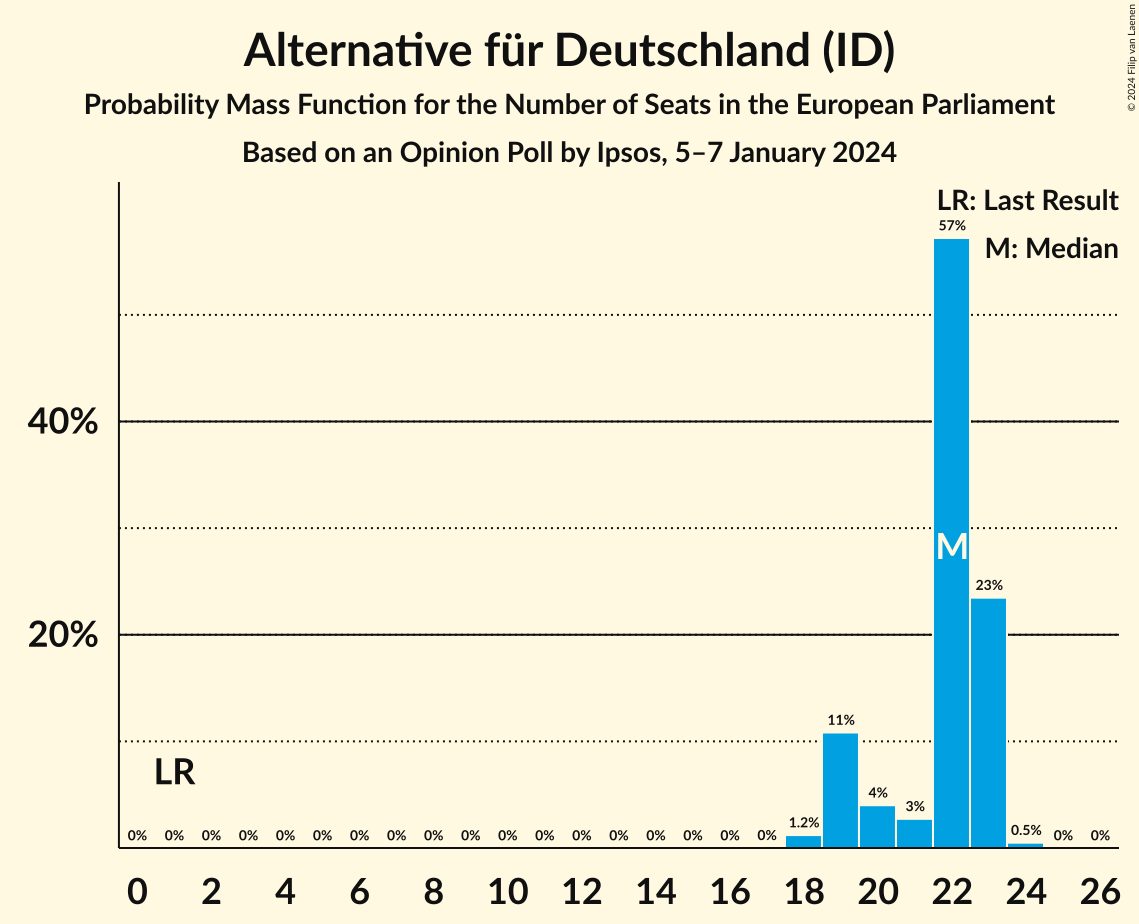 Alternative für Deutschland (ID)
Probability Mass Function for the Number of Seats in the European Parliament
Based on an Opinion Poll by Ipsos, 5–7 January 2024
© 2024 Filip van Laenen
LR: Last Result
M: Median
57%
40%
M
23%
20%
11%
LR
4%
3%
1.2%
0.5%
0% 0% 0% 0% 0% 0% 0% 0% 0% 0% 0% 0% 0% 0% 0% 0% 0% 0% 0% 0%
0 2 4 6 8 10 12 14 16 18 20 22 24 26